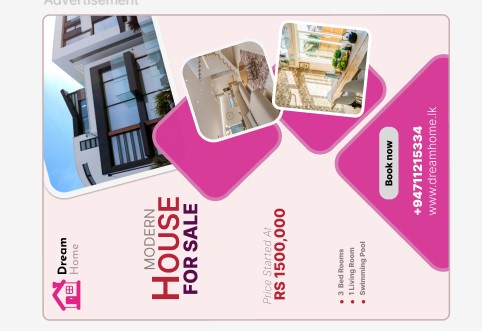 Advertisement
Dream
Home
MODERN
HOUSE
FOR SALE
Price Started At
RS 1500,000
• 3 Bed Rooms
• 1 Living Room
• Swimming Pool
Book now
+94711215334
www.dreamhome.lk